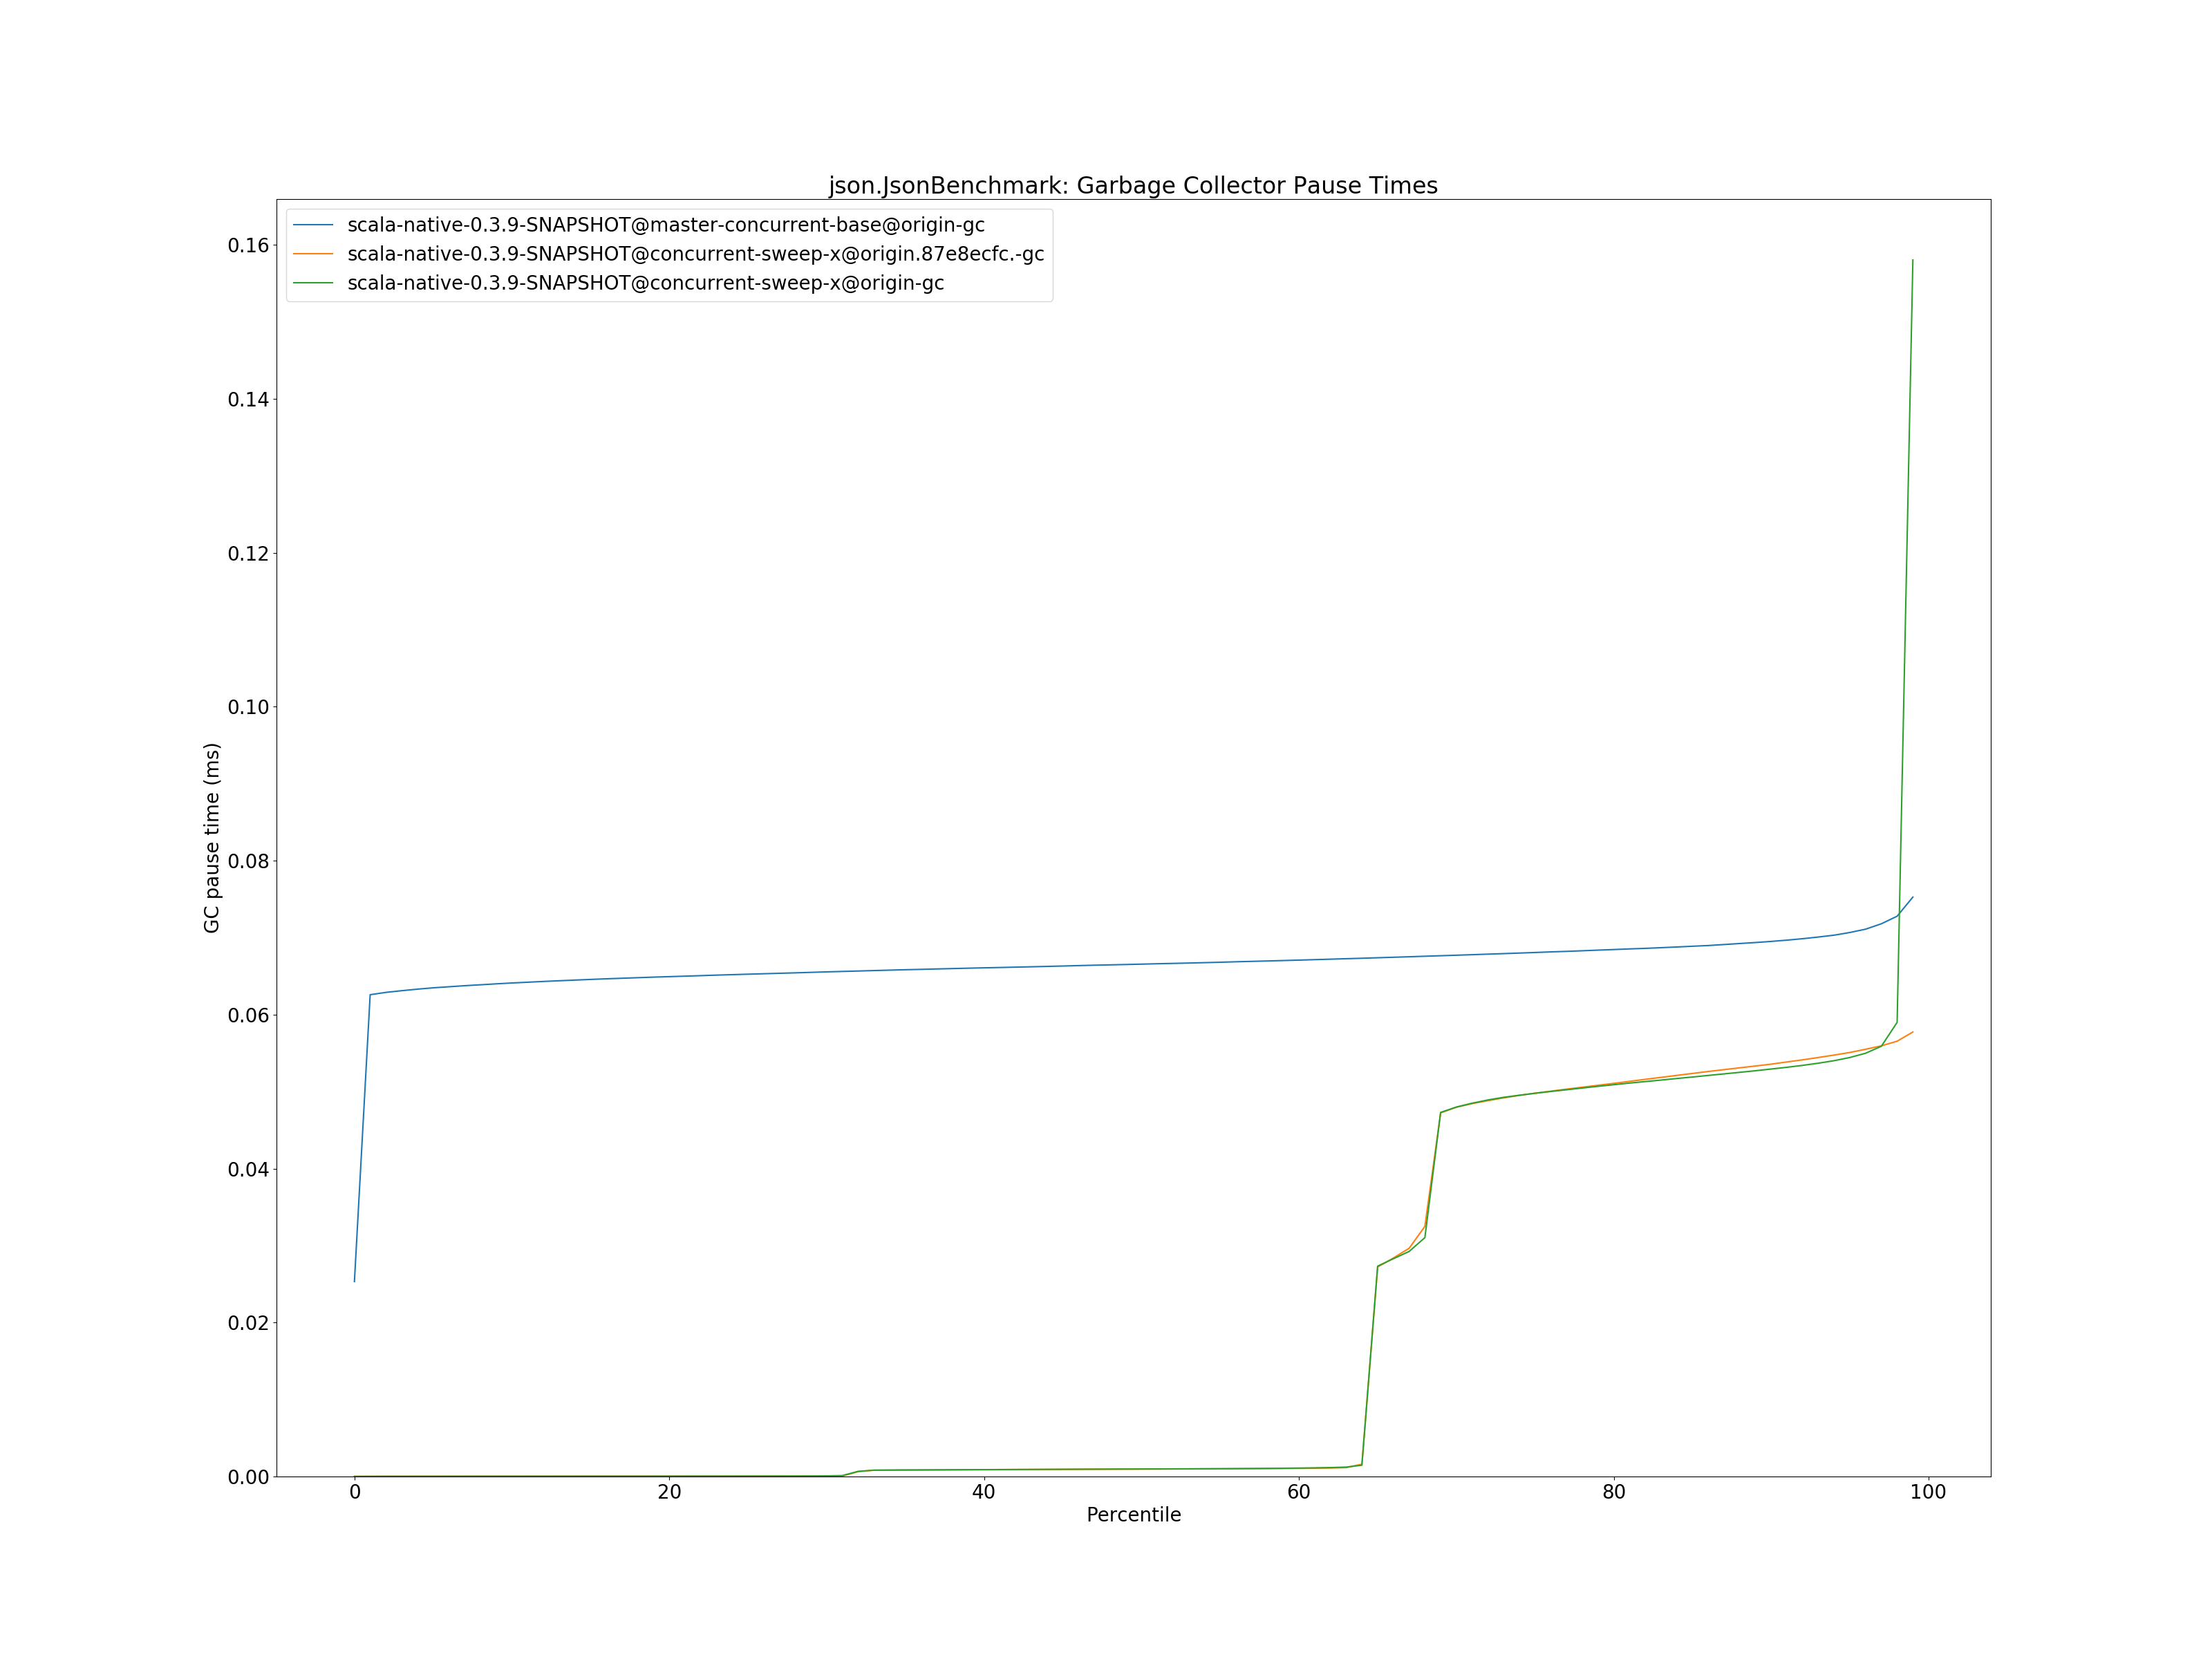 json.JsonBenchmark: Garbage Collector Pause Times
scala-native-0.3.9-SNAPSHOT@master-concurrent-base@origin-gc
scala-native-0.3.9-SNAPSHOT@concurrent-sweep-x@origin.87e8ecfc.-gc
scala-native-0.3.9-SNAPSHOT@concurrent-sweep-x@origin-gc
0.16
0.14
0.12
0.10
0.08
0.06
0.04
0.02
0.00
GC pause time (ms)
0 20 40 60 80 100
Percentile